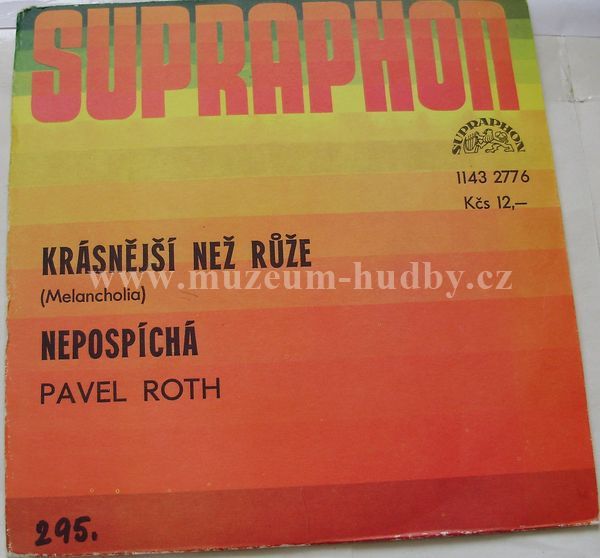 SUPRAPHON
SUPRAPHON
1143 2776
Kčs 12,—
KRÁSNĚJŠÍ NEŽ RŮŽE
www.muzeum-hudby.cz
(Melancholia)
NEPOSPÍCHÁ
PAVEL ROTH
295.